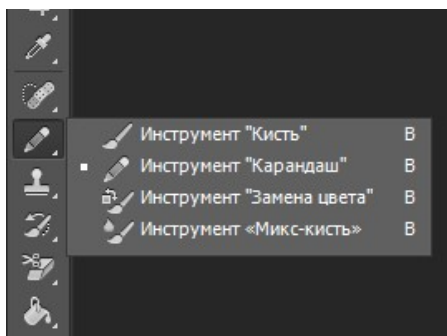 Инструмент "Кисть" B
Инструмент "Карандаш" B
Инструмент "Замена цвета" B
Инструмент «Микс-кисть» B